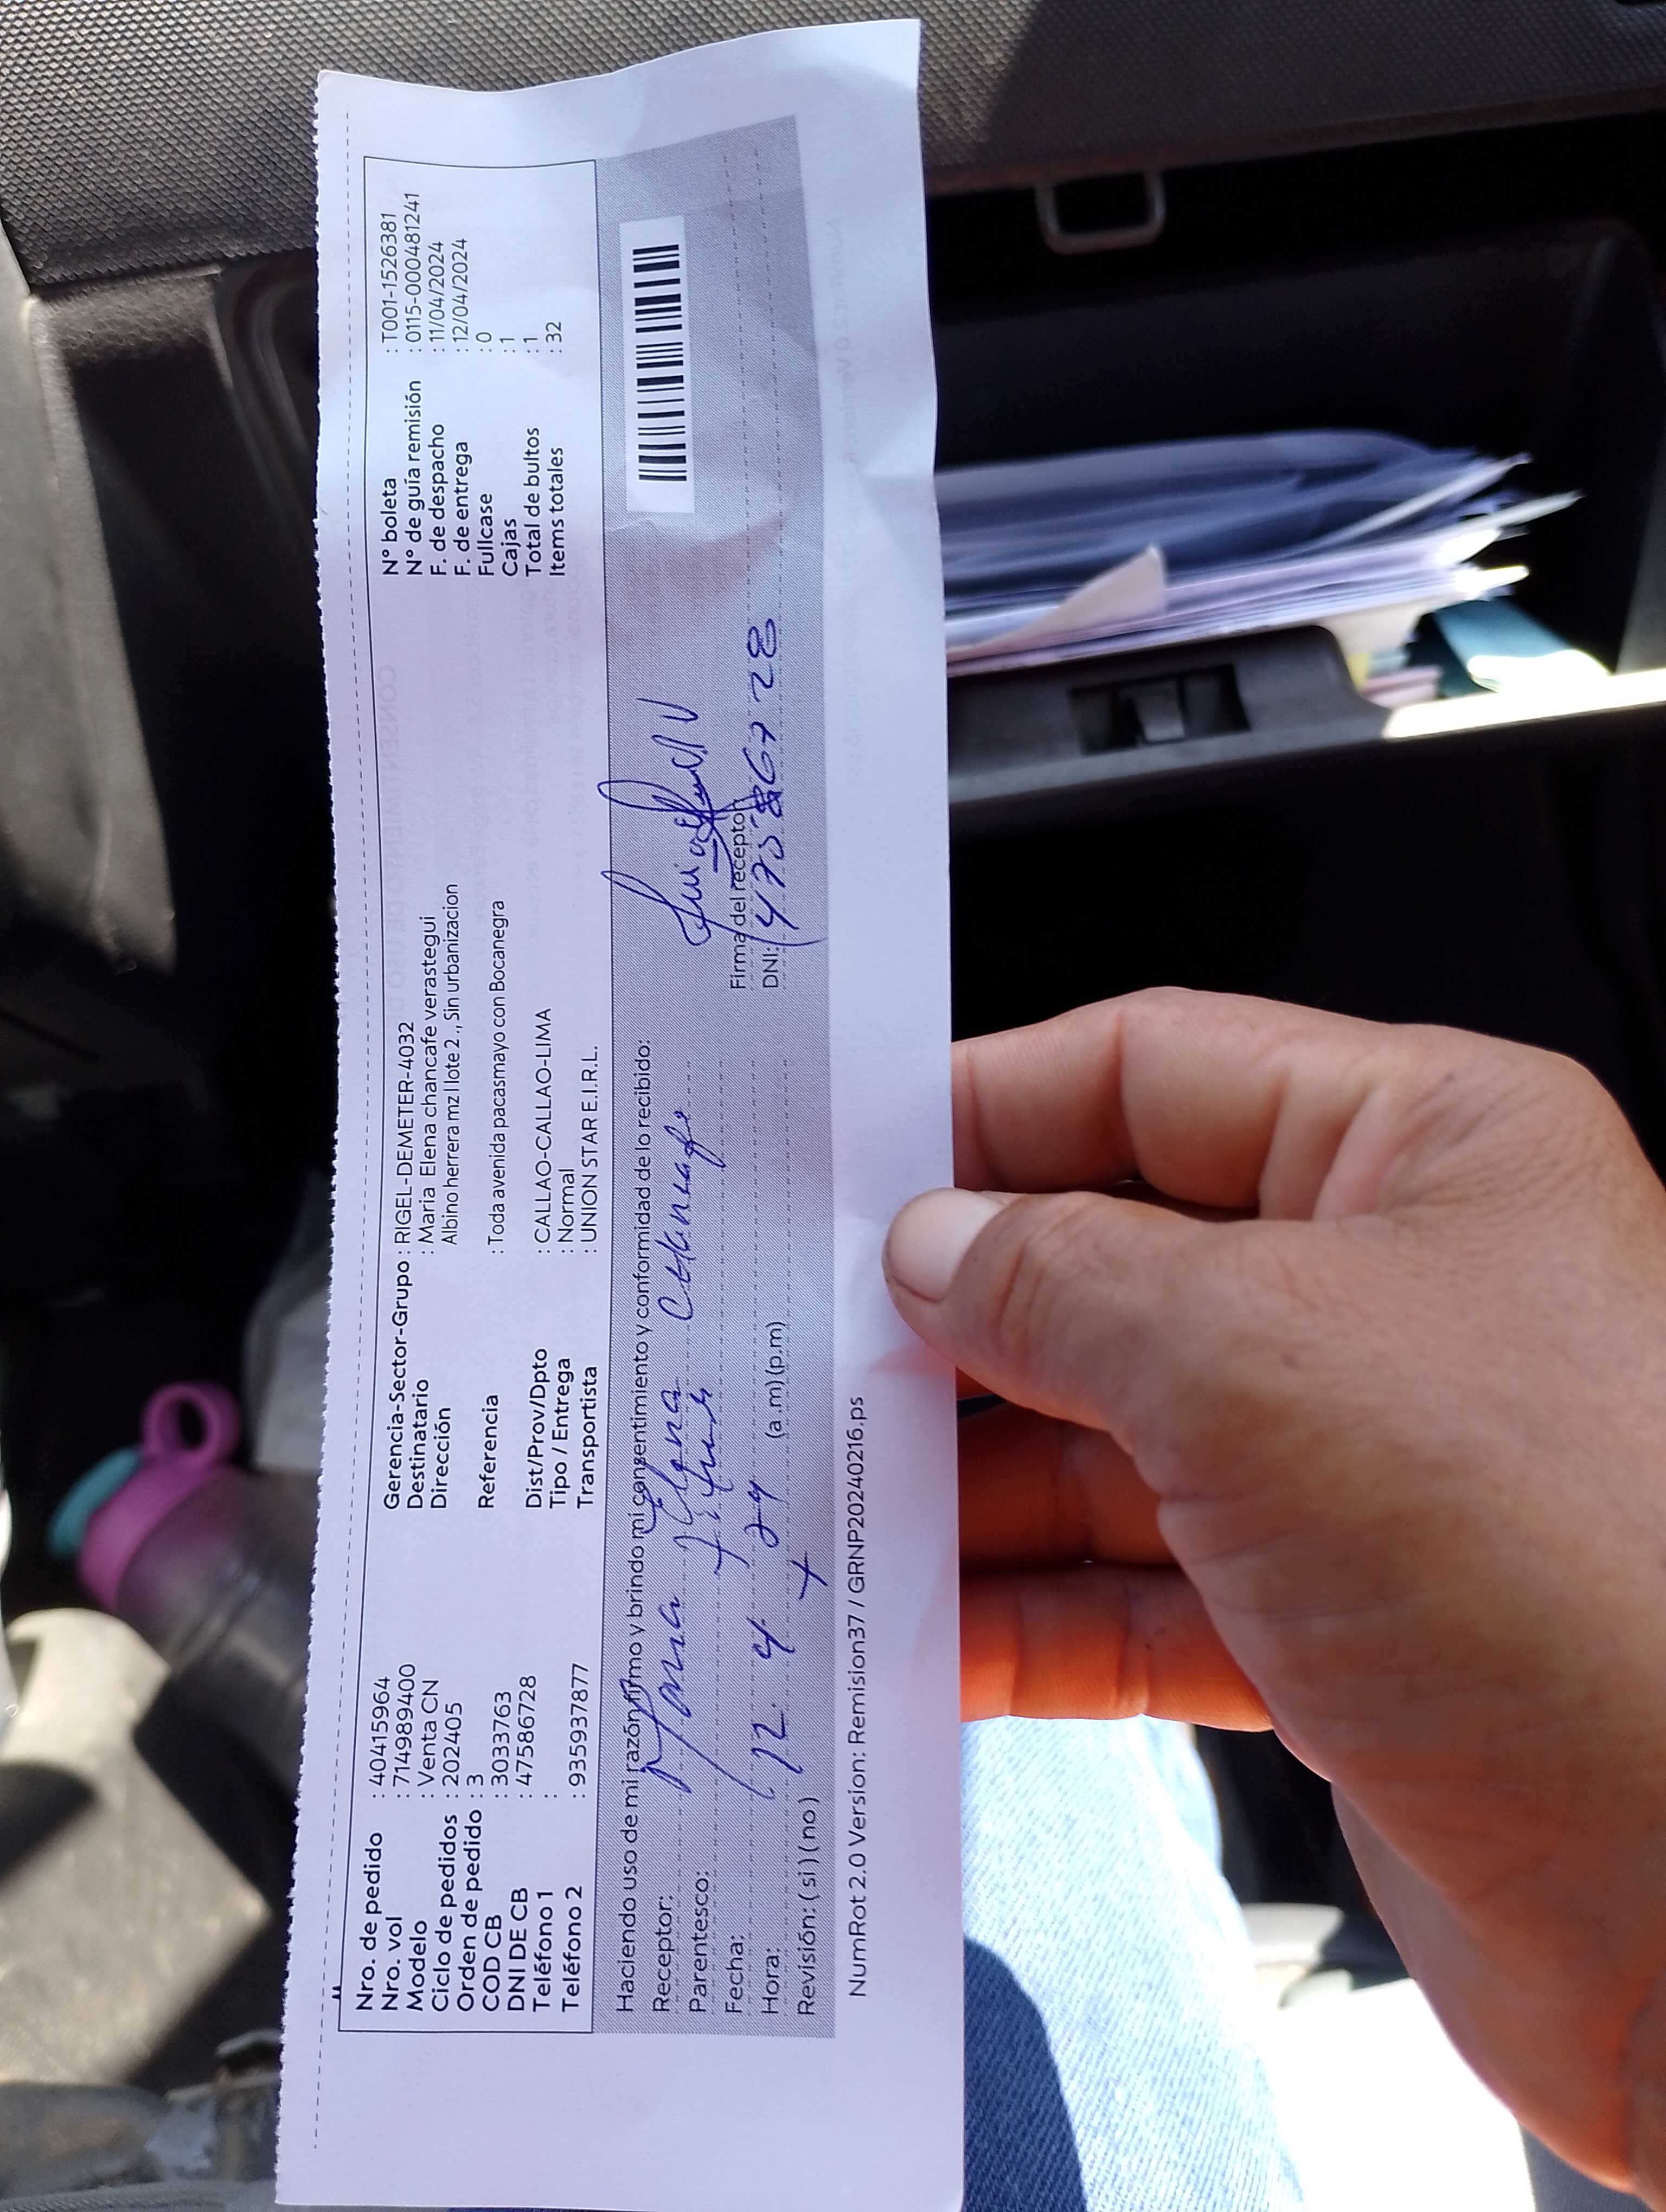 Nro. de pedido : 40415964
Nro. vol : 714989400
Modelo : Venta CN
Ciclo de pedidos : 202405
Orden de pedido : 3
COD CB : 3033763
DNI DE CB : 47586728
Teléfono 1 :
Teléfono 2 : 935937877
Gerencia-Sector-Grupo : RIGEL-DEMETER-4032
Destinatario : Maria Elena chancafe verastegui
Dirección Albino herrera mz l lote 2 ., Sin urbanizacion
Referencia : Toda avenida pacasmayo con Bocanegra
Dist/Prov/Dpto : CALLAO-CALLAO-LIMA
Tipo / Entrega : Normal
Transportista : UNION STAR E.I.R.L.
N° boleta : T001-1526381
N° de guía remisión : 0115-000481241
F. de despacho : 11/04/2024
F. de entrega : 12/04/2024
Fullcase : 0
Cajas : 1
Total de bultos : 1
Items totales : 32
Haciendo uso de mi razón firmo y brindo mi consentimiento y conformidad de lo recibido:
Receptor: Maria Elena Chancafe
Parentesco: Titular
Fecha: 12 4 24
Hora: (a.m)(p.m)
Revisión: ( si ) ( no )
Firma del receptor
DNI: 47586728
NumRot 2.0 Version: Remision37 / GRNP20240216.ps